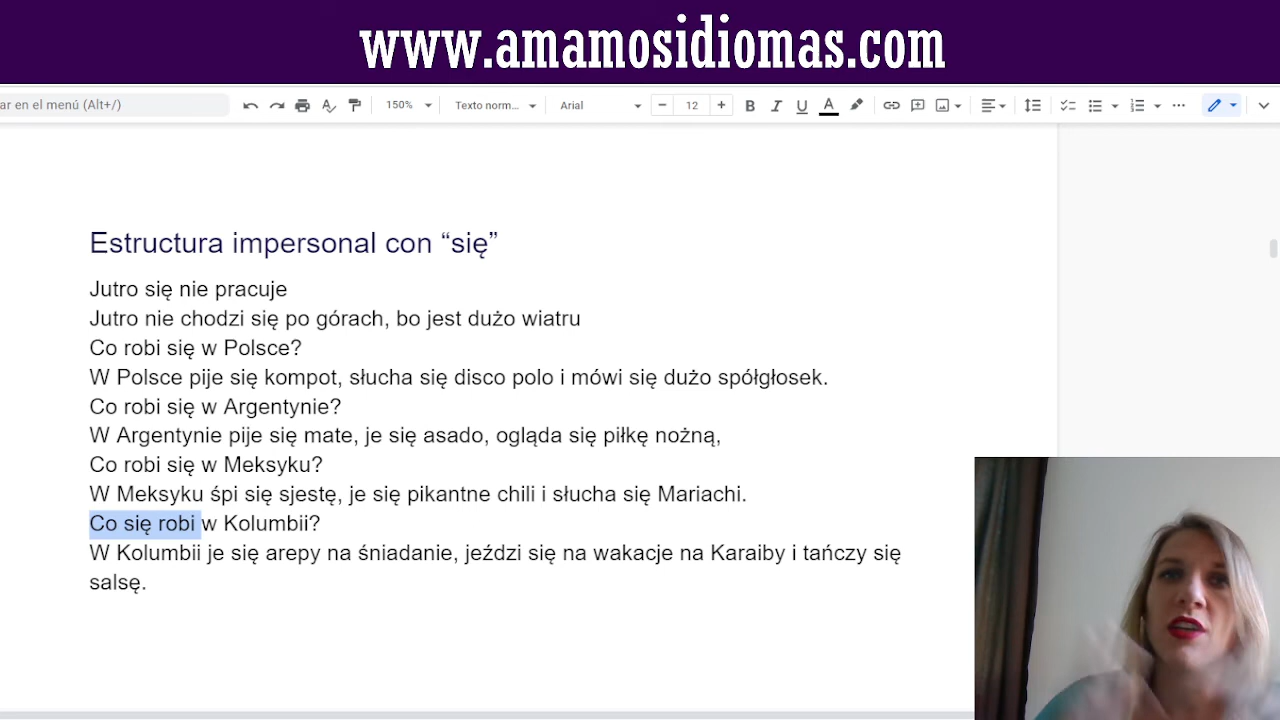 www.amamosidiomas.com
ar en el menú (Alt+/)
150%
Texto norm...
Arial
12
Estructura impersonal con “się”
Jutro się nie pracuje
Jutro nie chodzi się po górach, bo jest dużo wiatru
Co robi się w Polsce?
W Polsce pije się kompot, słucha się disco polo i mówi się dużo spółgłosek.
Co robi się w Argentynie?
W Argentynie pije się mate, je się asado, ogląda się piłkę nożną,
Co robi się w Meksyku?
W Meksyku śpi się sjestę, je się pikantne chili i słucha się Mariachi.
Co się robi w Kolumbii?
W Kolumbii je się arepy na śniadanie, jeździ się na wakacje na Karaiby i tańczy się
salsę.